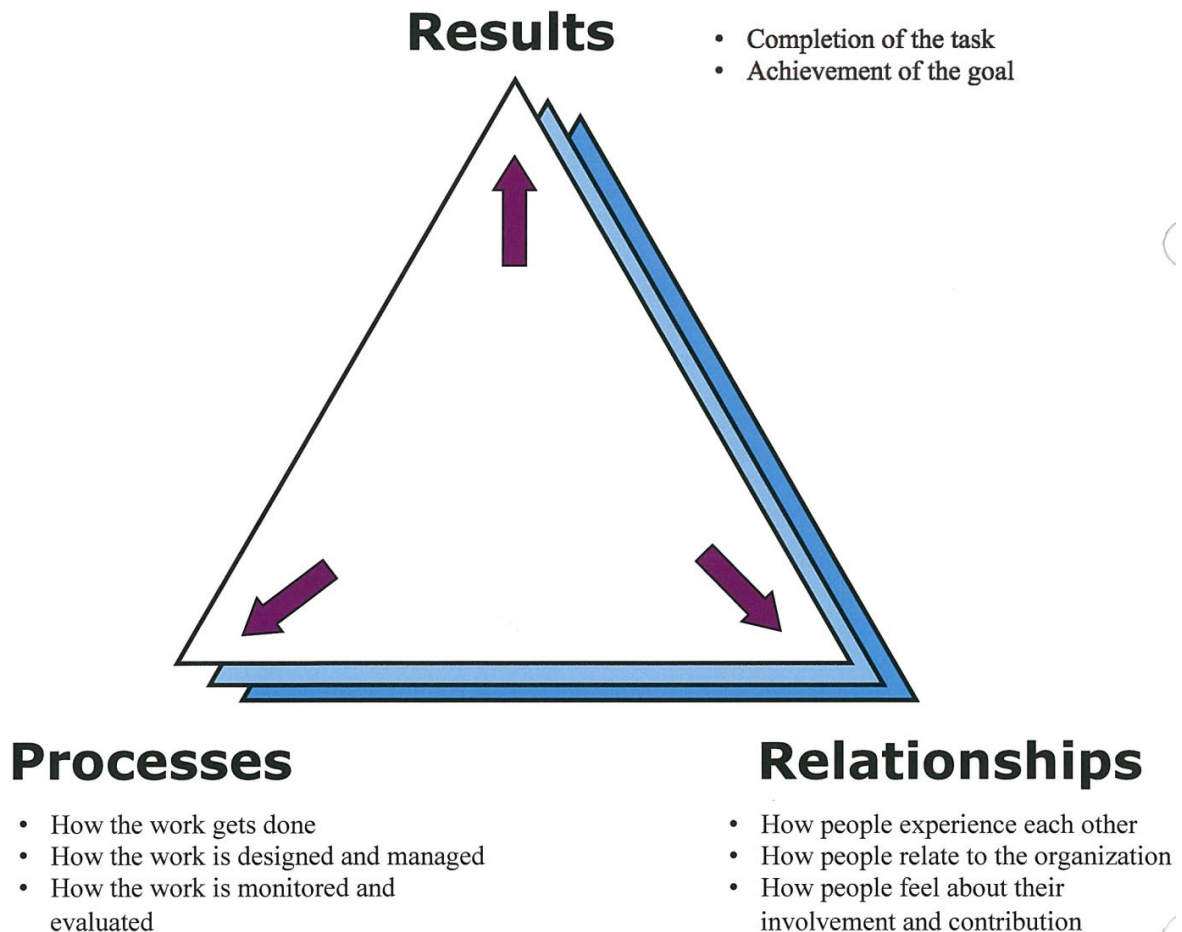 Results
• Completion of the task
• Achievement of the goal
Processes
• How the work gets done
• How the work is designed and managed
• How the work is monitored and
evaluated
Relationships
• How people experience each other
• How people relate to the organization
• How people feel about their
involvement and contribution